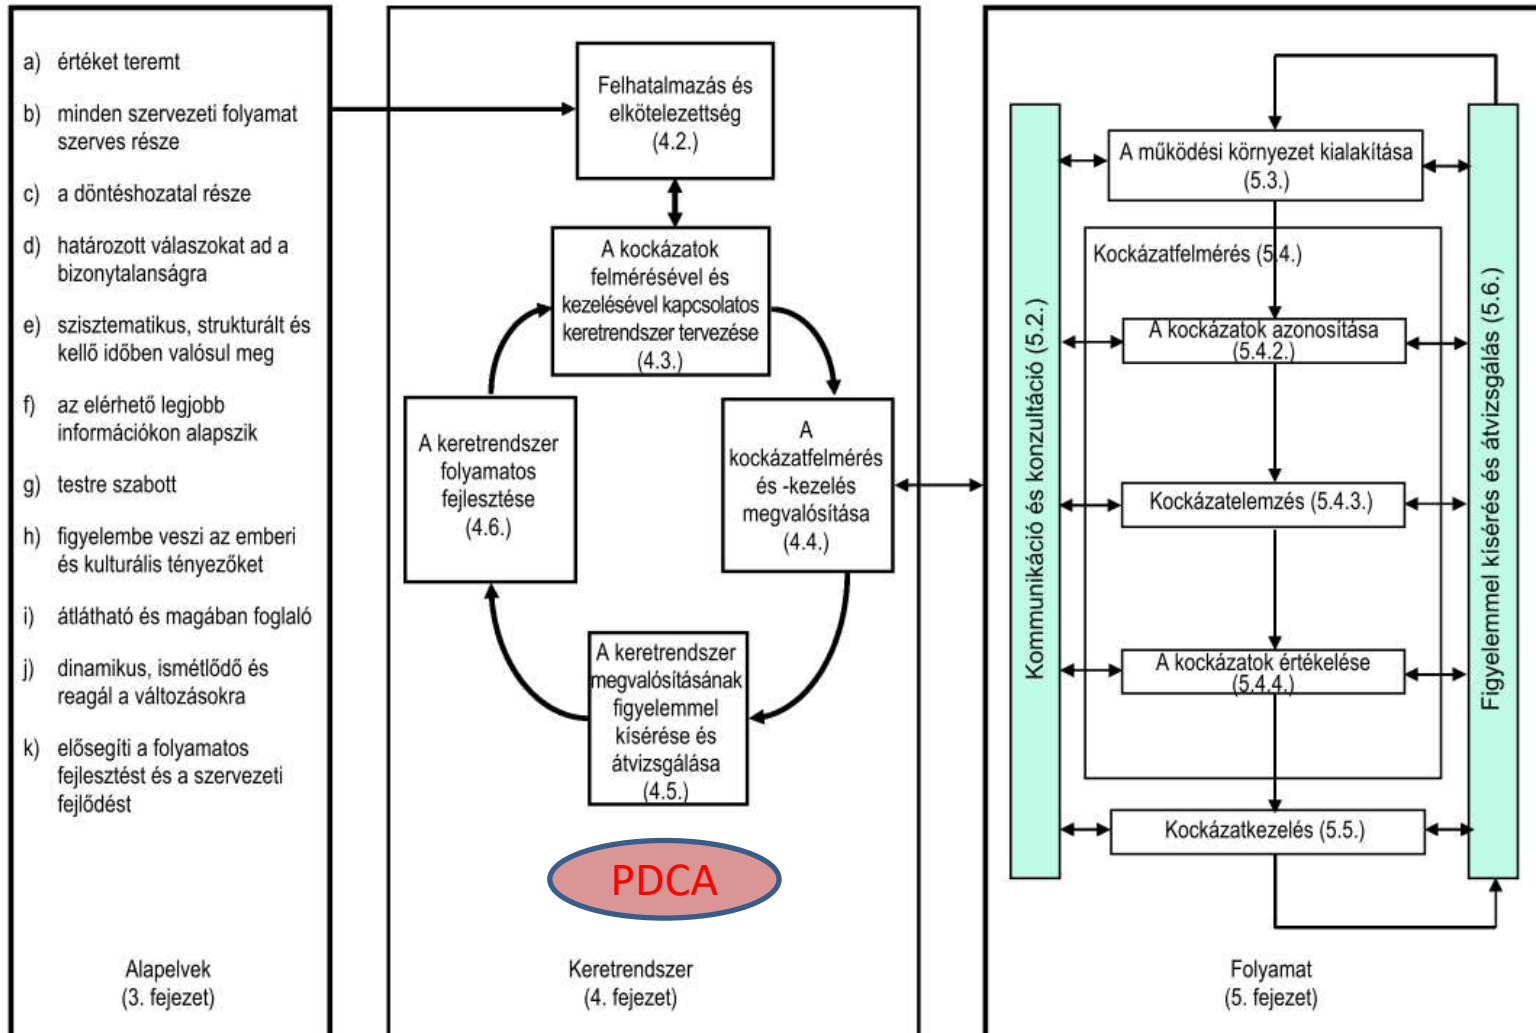 a) értéket teremt
b) minden szervezeti folyamat
szerves része
c) a döntéshozatal része
d) határozott válaszokat ad a
bizonytalanságra
e) szisztematikus, strukturált és
kellő időben valósul meg
f) az elérhető legjobb
információkon alapszik
g) testre szabott
h) figyelembe veszi az emberi
és kulturális tényezőket
i) átlátható és magában foglaló
j) dinamikus, ismétlődő és
reagál a változásokra
k) elősegíti a folyamatos
fejlesztést és a szervezeti
fejlődést
Alapelvek
(3. fejezet)
Felhatalmazás és
elkötelezettség
(4.2.)
A kockázatok
felmérésével és
kezelésével kapcsolatos
keretrendszer tervezése
(4.3.)
A keretrendszer
folyamatos
fejlesztése
(4.6.)
A
kockázatfelmérés
és -kezelés
megvalósítása
(4.4.)
A keretrendszer
megvalósításának
figyelemmel
kísérése és
átvizsgálása
(4.5.)
PDCA
Keretrendszer
(4. fejezet)
Kommunikáció és konzultáció (5.2.)
A működési környezet kialakítása
(5.3.)
Kockázatfelmérés (5.4.)
A kockázatok azonosítása
(5.4.2.)
Kockázatelemzés (5.4.3.)
A kockázatok értékelése
(5.4.4.)
Kockázatkezelés (5.5.)
Figyelemmel kísérés és átvizsgálás (5.6.)
Folyamat
(5. fejezet)